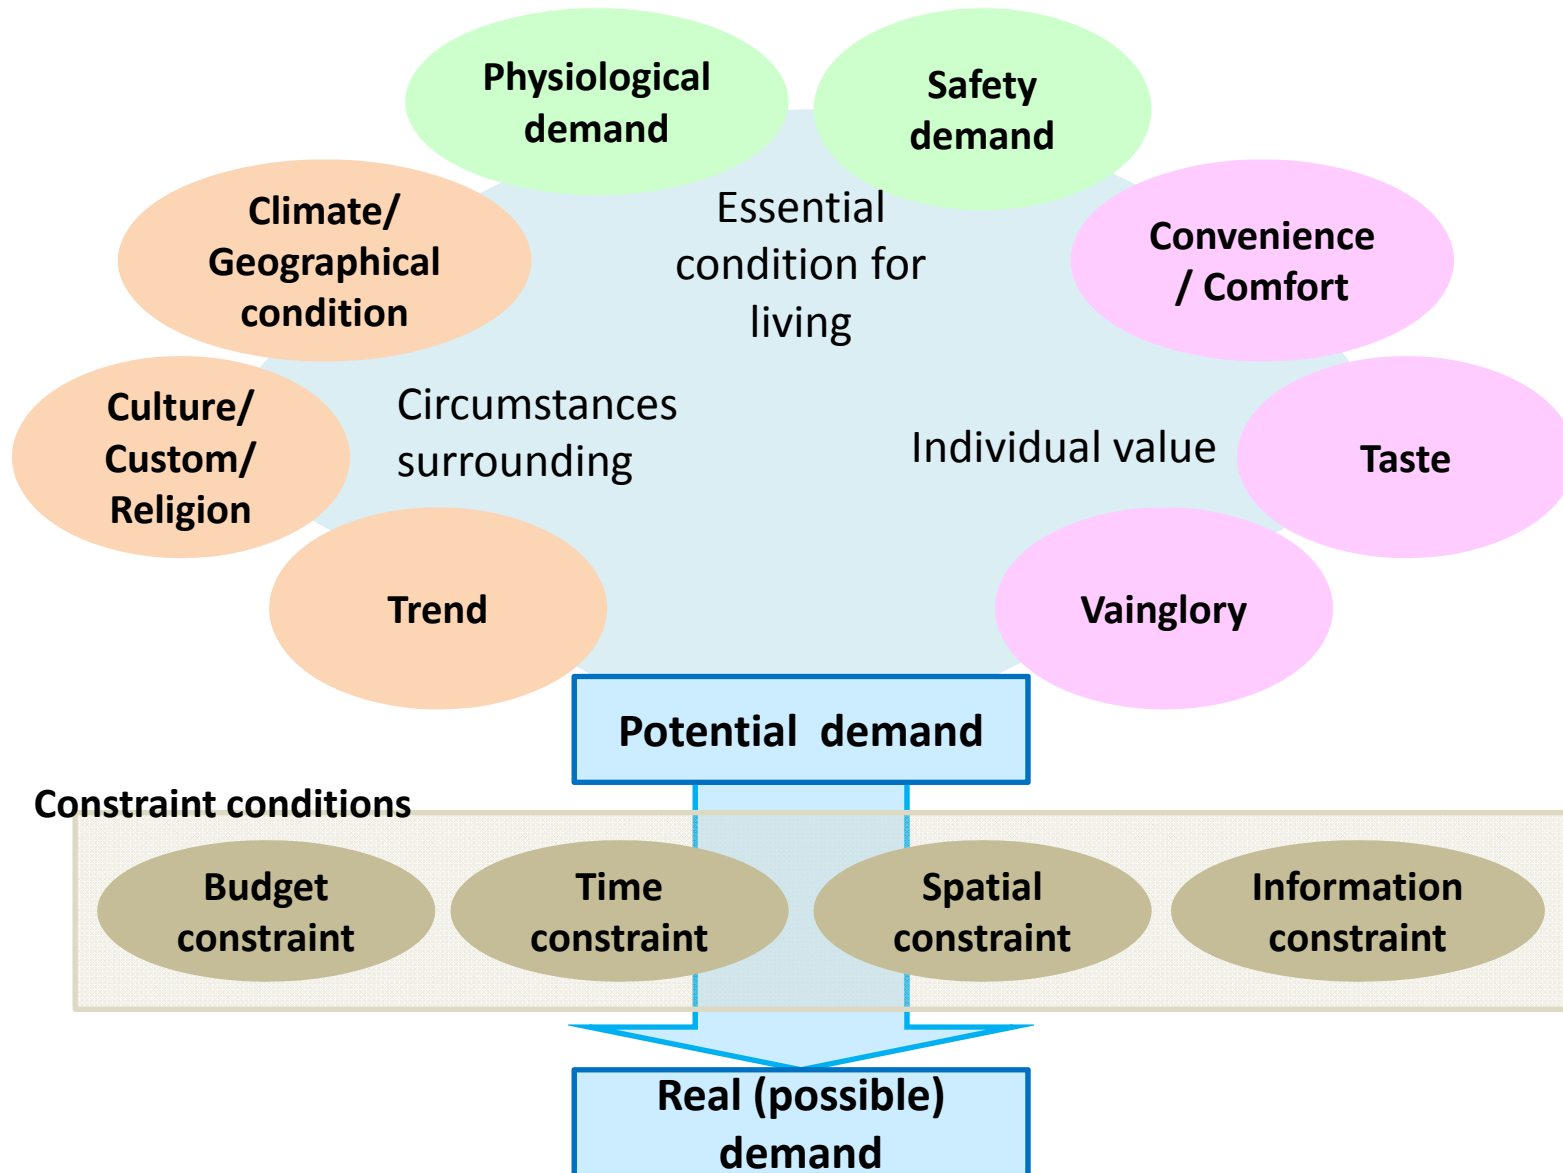 Physiological
demand
Safety
demand
Climate/
Geographical
condition
Essential
condition for
living
Convenience
/ Comfort
Culture/
Custom/
Religion
Circumstances
surrounding
Individual value
Taste
Trend
Vainglory
Potential demand
Constraint conditions
Budget
constraint
Time
constraint
Spatial
constraint
Information
constraint
Real (possible)
demand